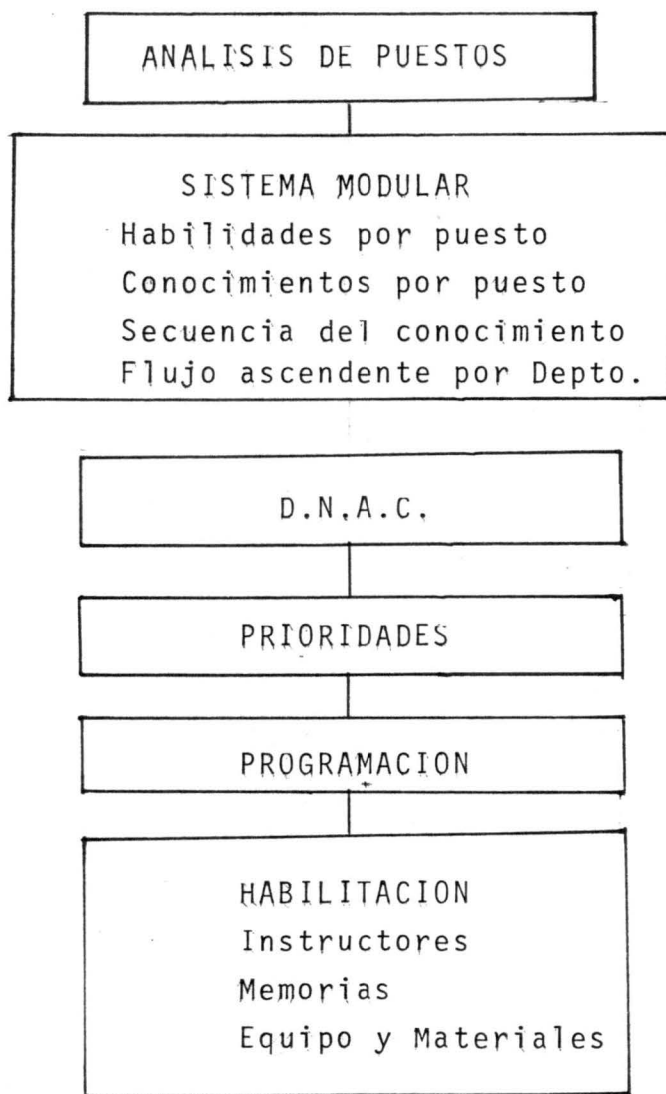 ANALISIS DE PUESTOS
SISTEMA MODULAR
Habilidades por puesto
Conocimientos por puesto
Secuencia del conocimiento
Flujo ascendente por Depto.
D.N.A.C.
PRIORIDADES
PROGRAMACION
HABILITACION
Instructores
Memorias
Equipo y Materiales